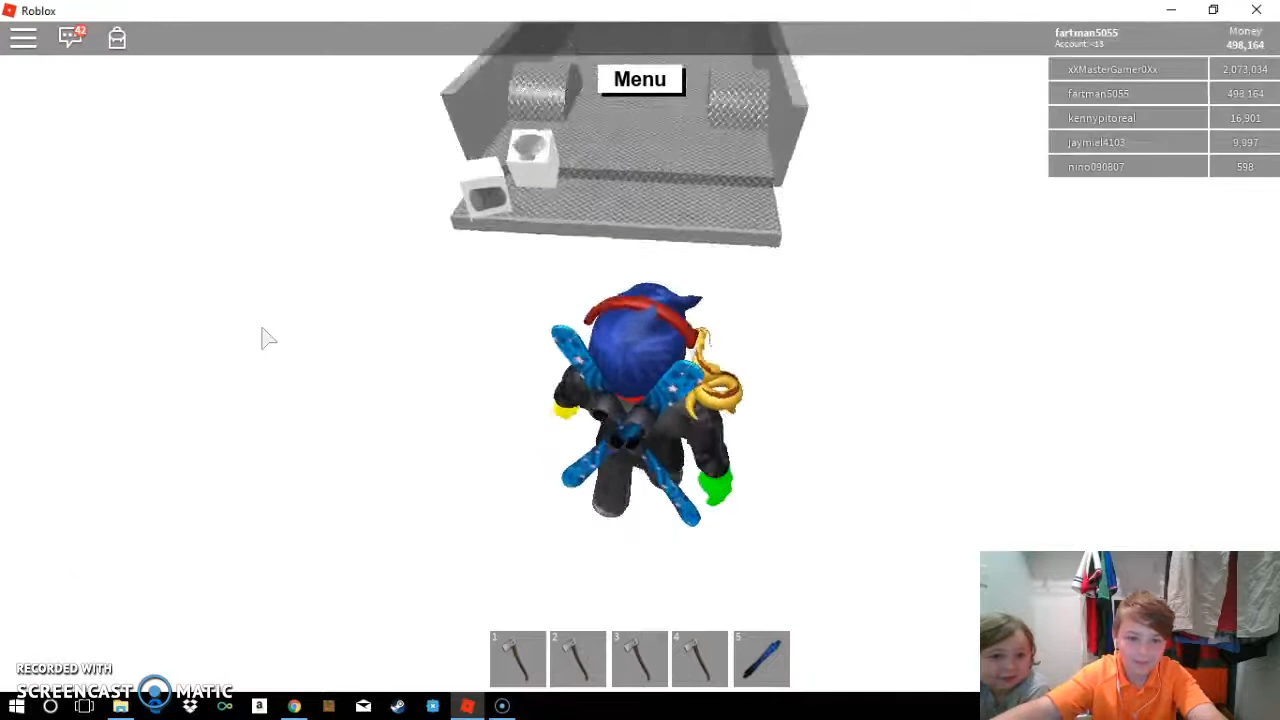 Roblox
42
fartman5055
Account: <13
Money
498,164
Menu
xXMasterGamer0Xx 2,073,034
fartman5055 498,164
kennypitoreal 16,901
jaymiel4103 9,997
nino090807 598
1 2 3 4 5
RECORDED WITH
SCREENCAST MATIC
a